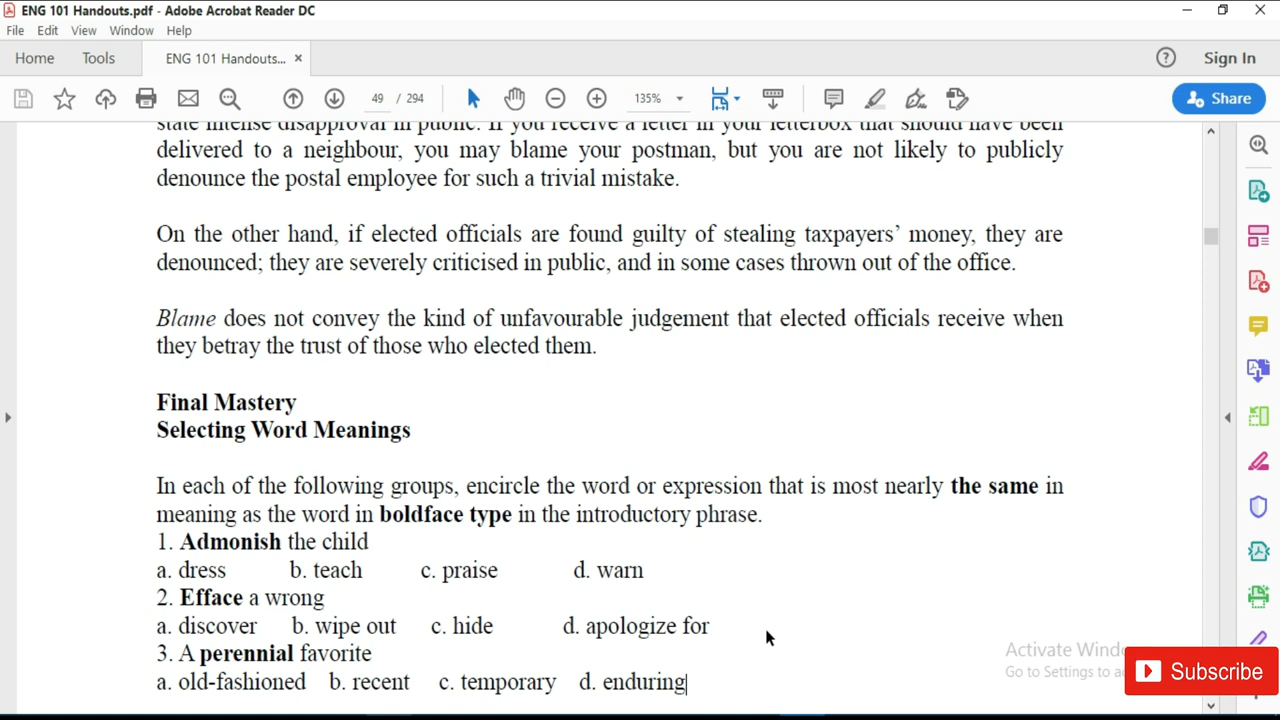 ENG 101 Handouts.pdf - Adobe Acrobat Reader DC
File Edit View Window Help
Home Tools ENG 101 Handouts... × Sign In
49 / 294 135% Share
state intense disapproval in public. If you receive a letter in your letterbox that should have been
delivered to a neighbour, you may blame your postman, but you are not likely to publicly
denounce the postal employee for such a trivial mistake.
On the other hand, if elected officials are found guilty of stealing taxpayers’ money, they are
denounced; they are severely criticised in public, and in some cases thrown out of the office.
Blame does not convey the kind of unfavourable judgement that elected officials receive when
they betray the trust of those who elected them.
Final Mastery
Selecting Word Meanings
In each of the following groups, encircle the word or expression that is most nearly the same in
meaning as the word in boldface type in the introductory phrase.
1. Admonish the child
a. dress b. teach c. praise d. warn
2. Efface a wrong
a. discover b. wipe out c. hide d. apologize for
3. A perennial favorite
a. old-fashioned b. recent c. temporary d. enduring
Activate Wind
Go to Settings to a
Subscribe